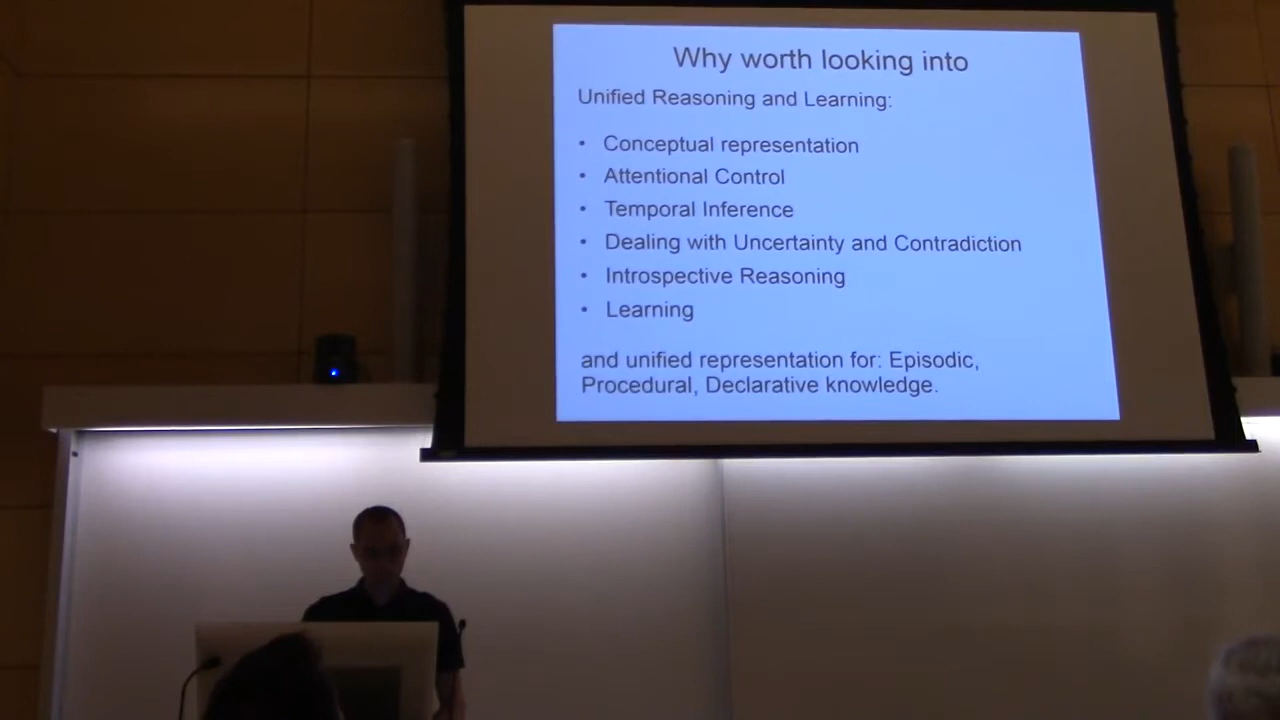 Why worth looking into
Unified Reasoning and Learning:
• Conceptual representation
• Attentional Control
• Temporal Inference
• Dealing with Uncertainty and Contradiction
• Introspective Reasoning
• Learning
and unified representation for: Episodic,
Procedural, Declarative knowledge.